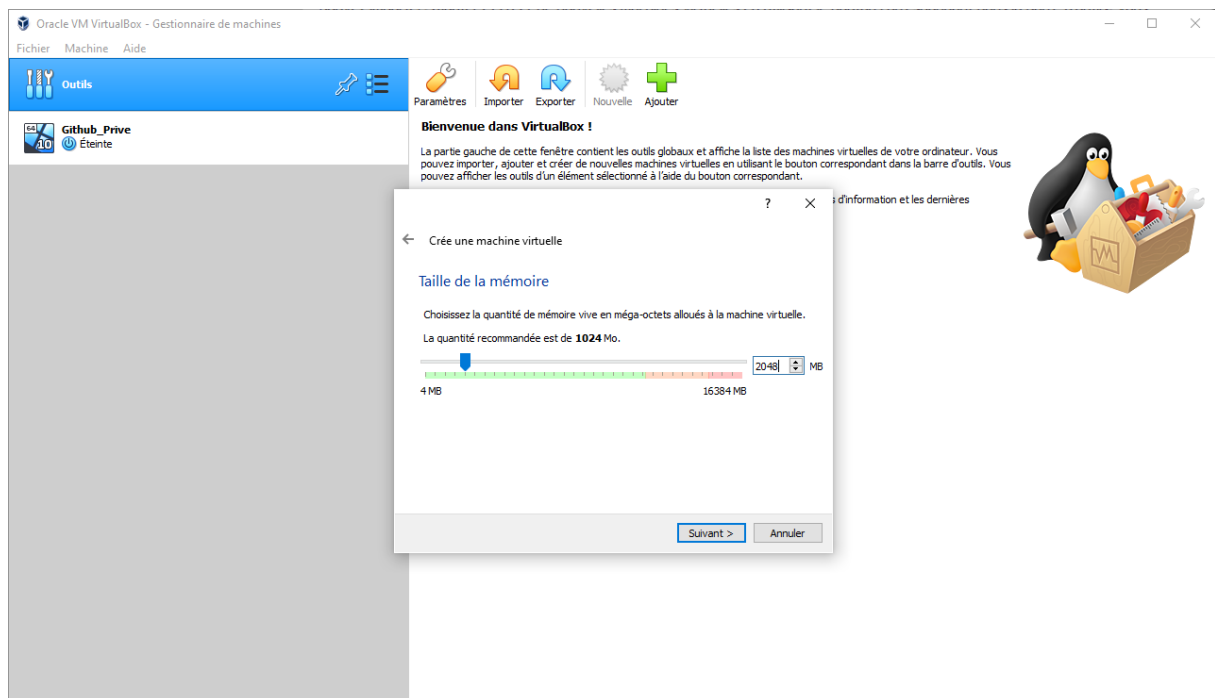 Oracle VM VirtualBox - Gestionnaire de machines
Fichier Machine Aide
Outils
Github_Prive
Éteinte
64
10
Paramètres Importer Exporter Nouvelle Ajouter
Bienvenue dans VirtualBox !
La partie gauche de cette fenêtre contient les outils globaux et affiche la liste des machines virtuelles de votre ordinateur. Vous
pouvez importer, ajouter et créer de nouvelles machines virtuelles en utilisant le bouton correspondant dans la barre d'outils. Vous
pouvez afficher les outils d'un élément sélectionné à l'aide du bouton correspondant.
d'information et les dernières
?
Crée une machine virtuelle
Taille de la mémoire
Choisissez la quantité de mémoire vive en méga-octets alloués à la machine virtuelle.
La quantité recommandée est de 1024 Mo.
2048 MB
4 MB 16384 MB
Suivant > Annuler